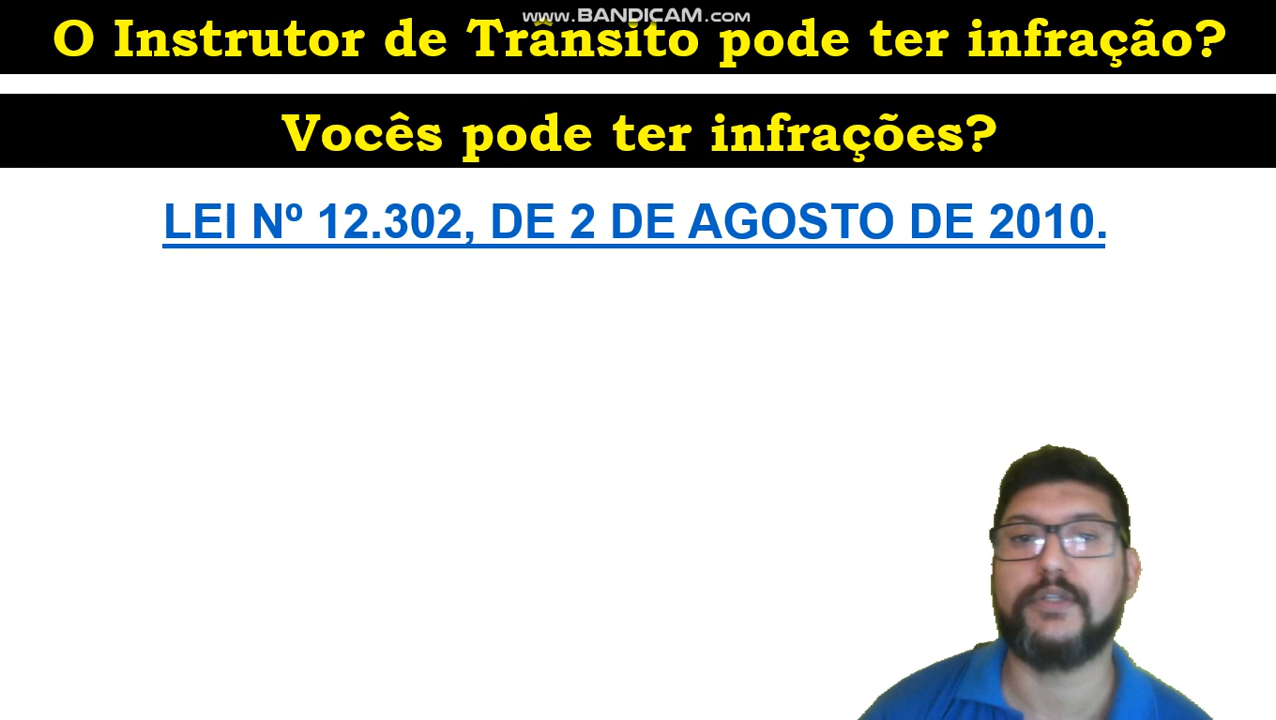 www.BANDICAM.com
O Instrutor de Trânsito pode ter infração?
Vocês pode ter infrações?
LEI Nº 12.302, DE 2 DE AGOSTO DE 2010.